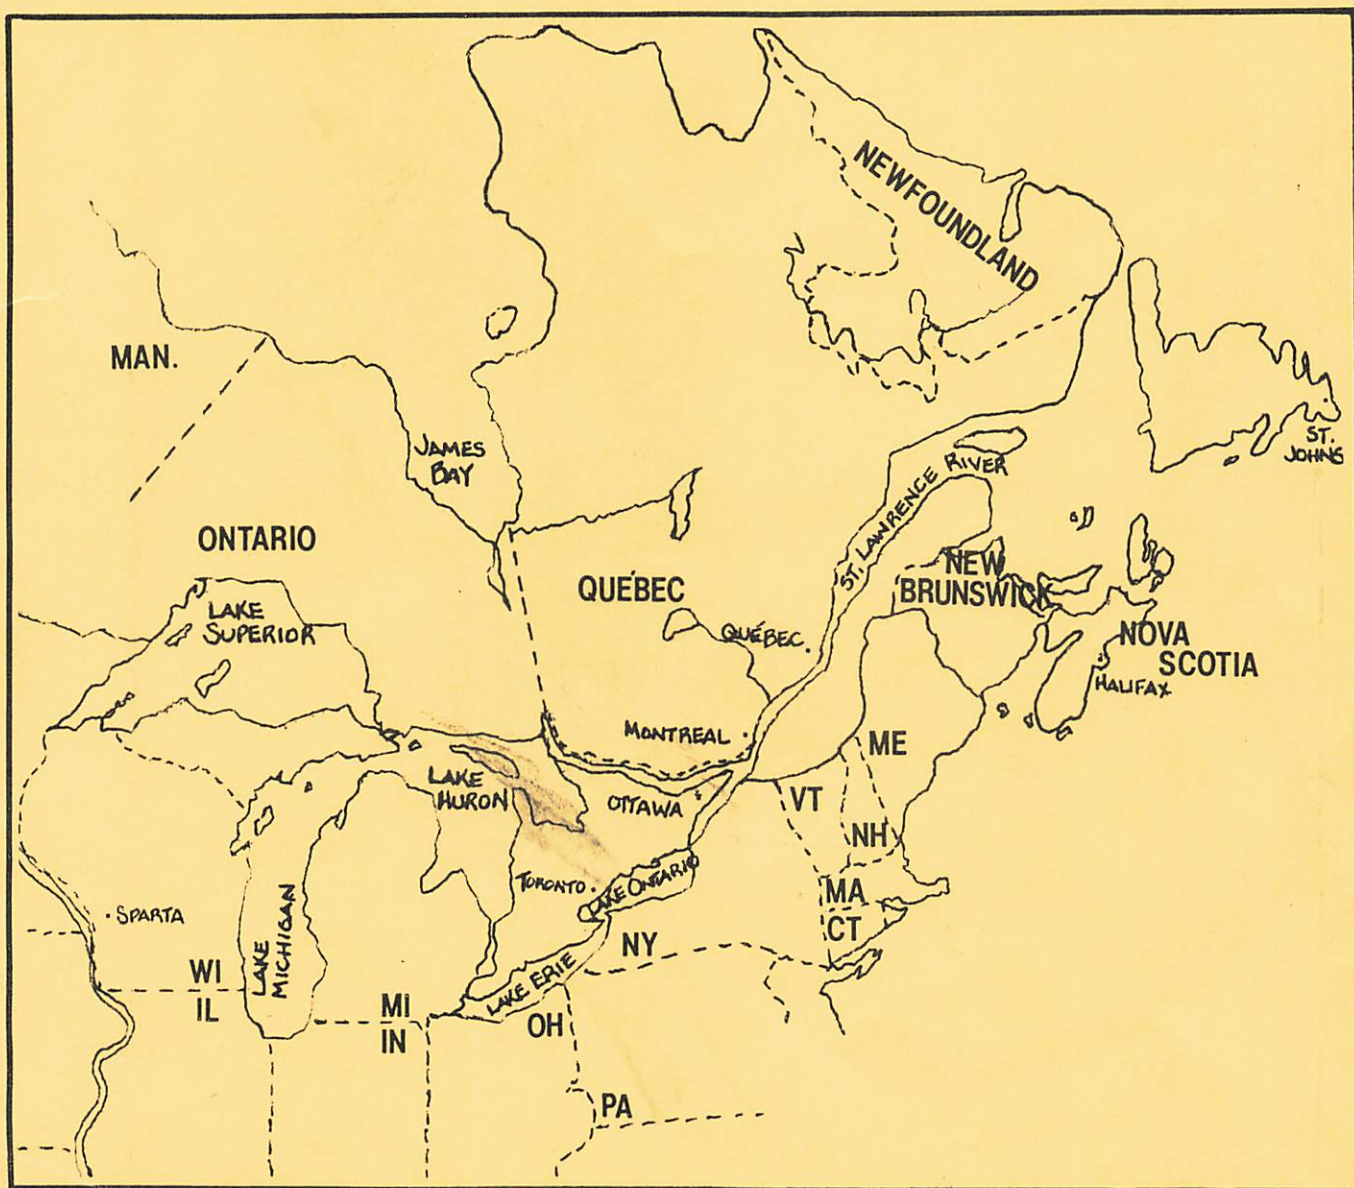 NEWFOUNDLAND
MAN.
JAMES
BAY
ST.
JOHNS
ST. LAWRENCE RIVER
ONTARIO
QUÉBEC
NEW
BRUNSWICK
LAKE
SUPERIOR
QUÉBEC.
NOVA
SCOTIA
HALIFAX
MONTREAL
ME
LAKE
HURON
OTTAWA
VT
NH
TORONTO
LAKE ONTARIO
MA
CT
SPARTA
LAKE
MICHIGAN
NY
WI
IL
LAKE ERIE
MI
IN
OH
PA